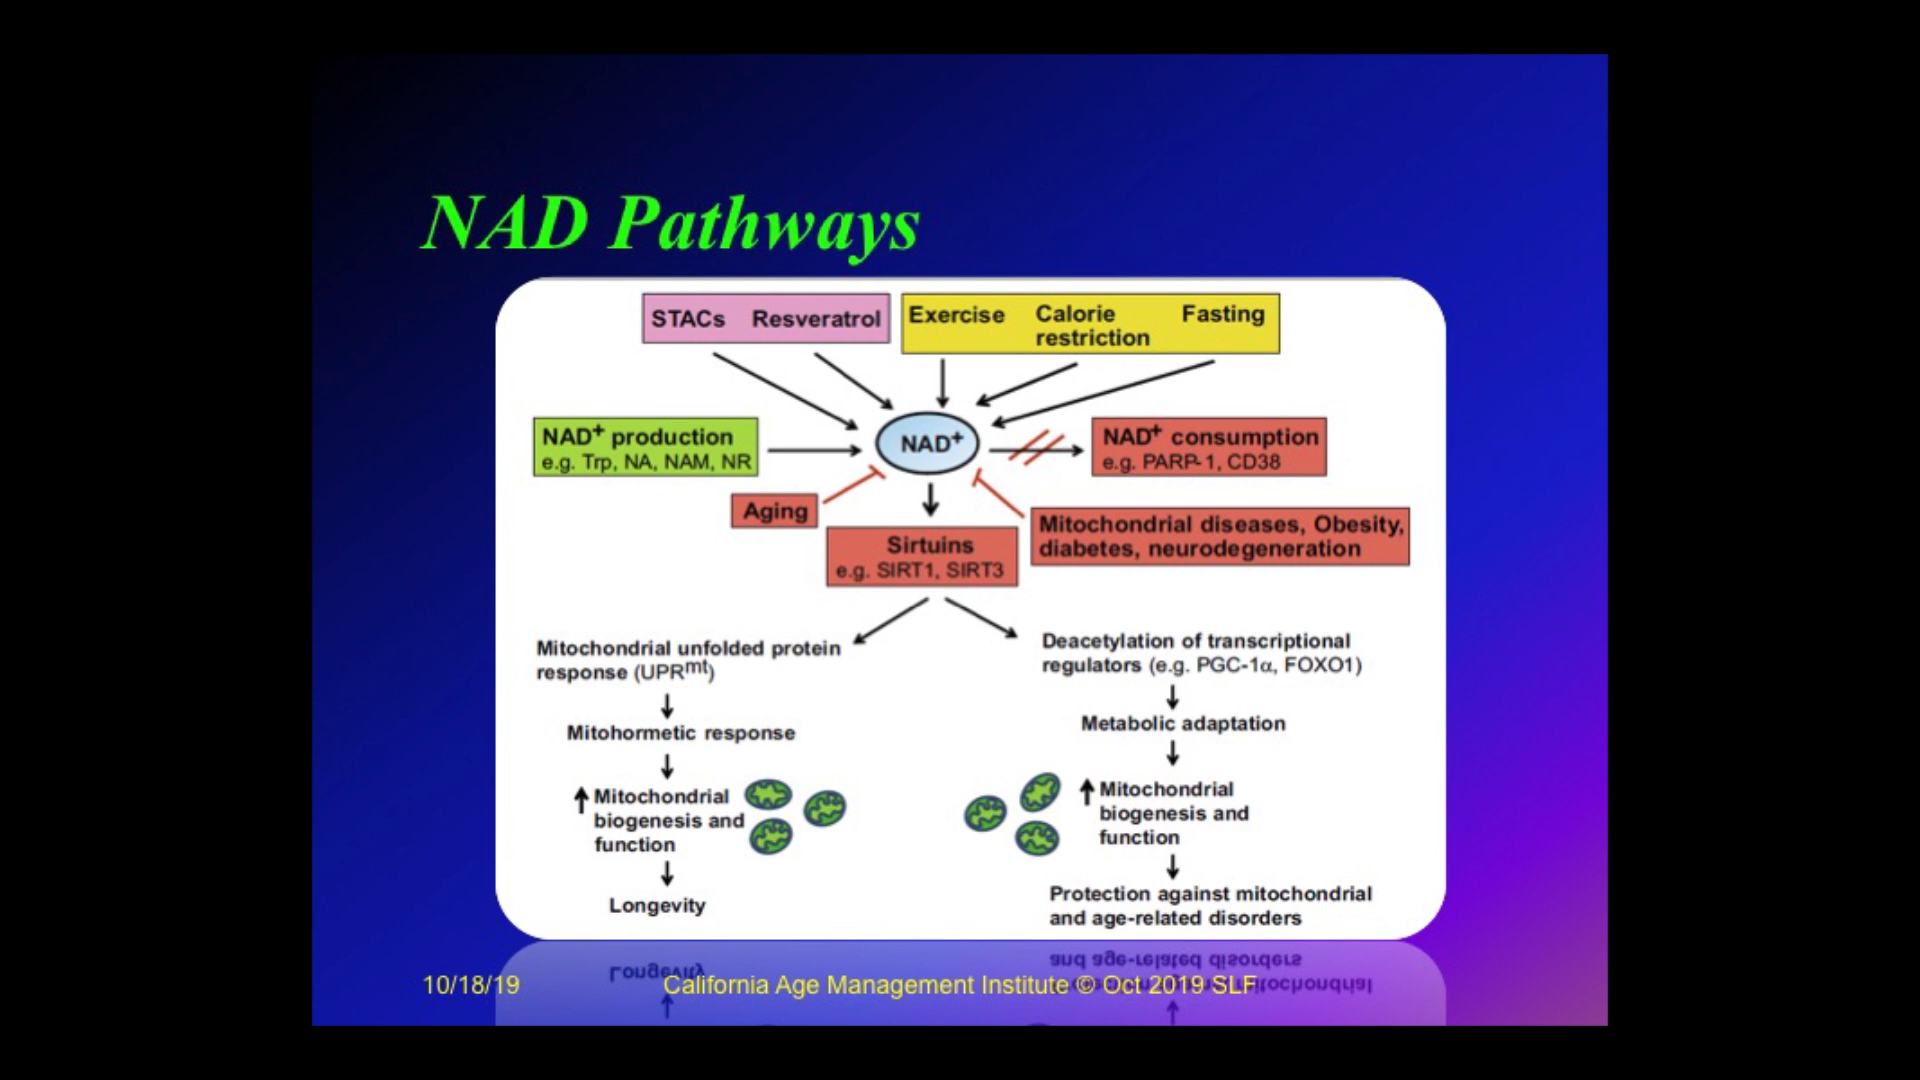 NAD Pathways
STACs Resveratrol
Exercise Calorie restriction Fasting
NAD+ production
e.g. Trp, NA, NAM, NR
NAD+
NAD+ consumption
e.g. PARP-1, CD38
Aging
Sirtuins
e.g. SIRT1, SIRT3
Mitochondrial diseases, Obesity,
diabetes, neurodegeneration
Mitochondrial unfolded protein
response (UPRmt)
Mitohormetic response
Mitochondrial
biogenesis and
function
Longevity
Deacetylation of transcriptional
regulators (e.g. PGC-1α, FOXO1)
Metabolic adaptation
Mitochondrial
biogenesis and
function
Protection against mitochondrial
and age-related disorders
10/18/19
California Age Management Institute © Oct 2019 SLF